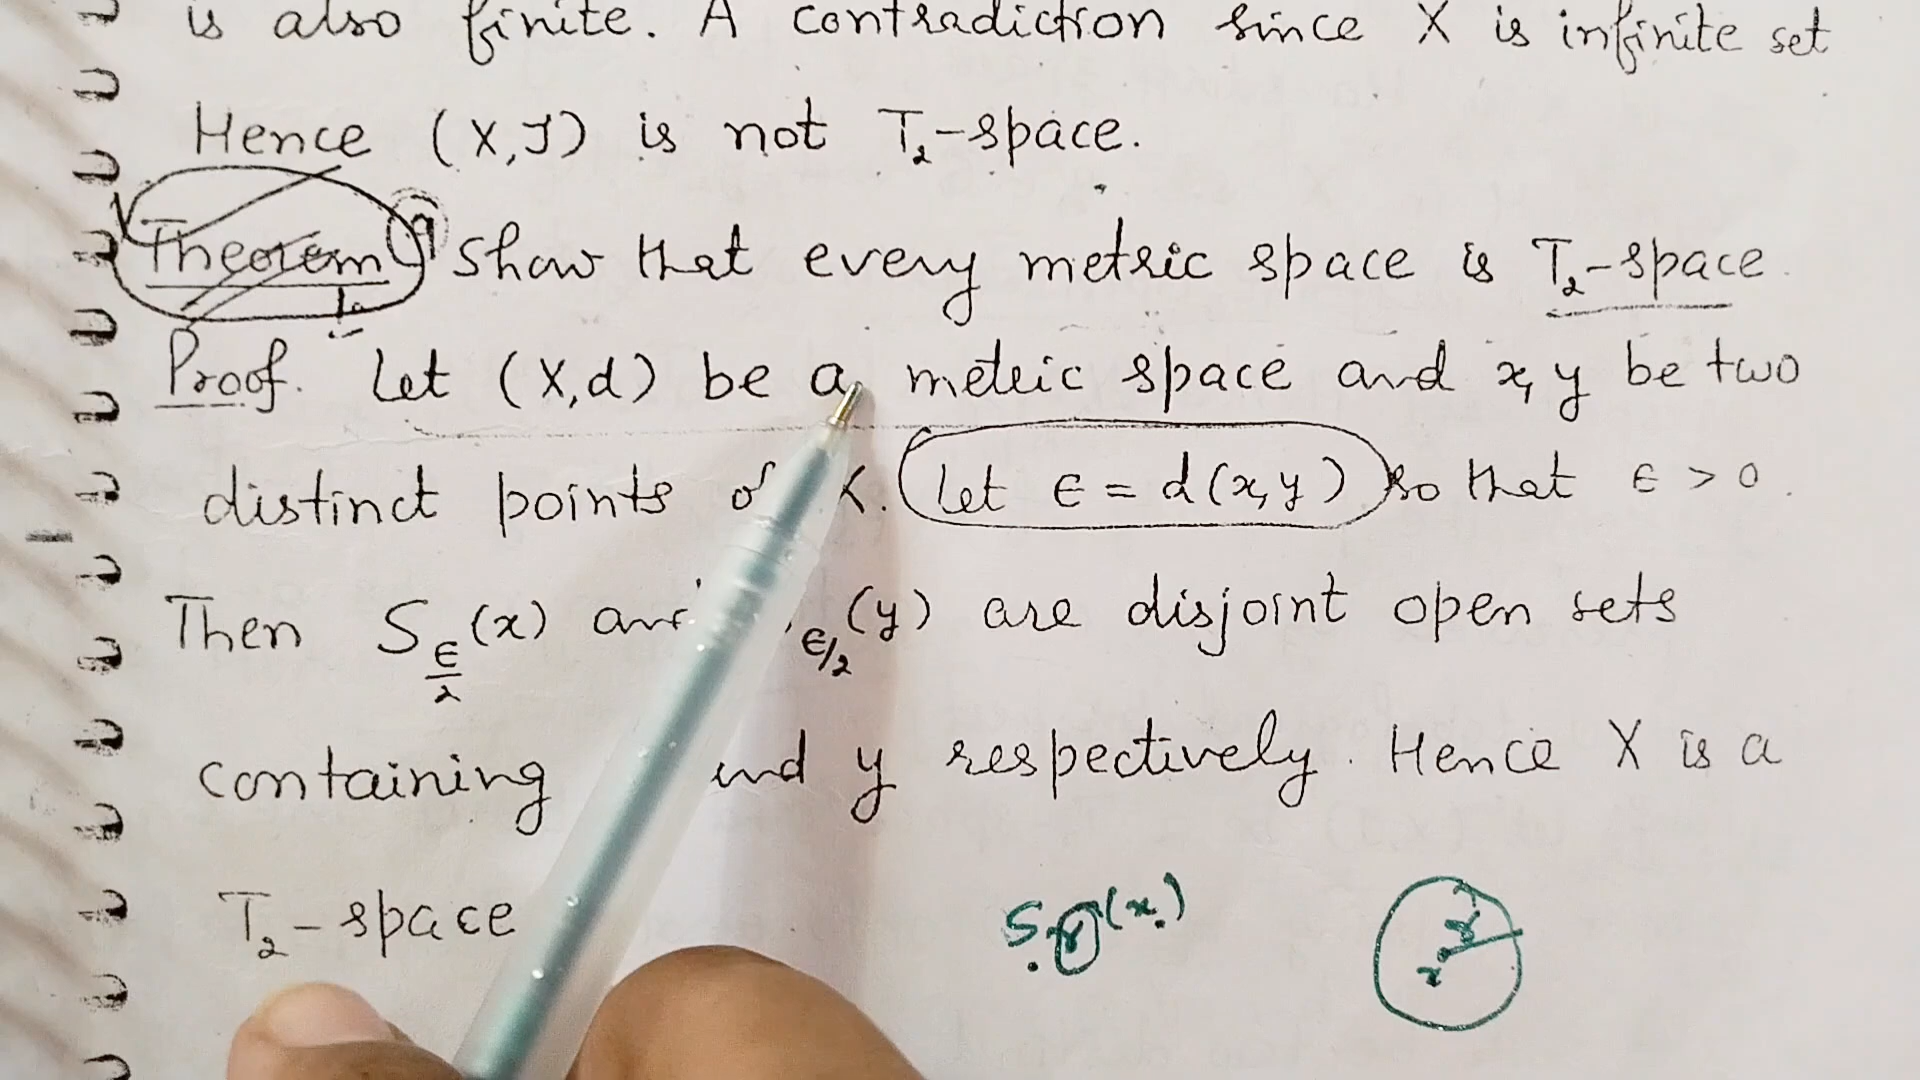 is also finite. A contradiction since X is infinite set
Hence (X,J) is not T₂-space.
Theorem Show that every metric space is T₂-space.
Proof. Let (X,d) be a metric space and x, y be two
distinct points of X. Let ϵ = d(x,y) so that ϵ > 0.
Then S_ϵ/2 (x) and ϵ/2 (y) are disjoint open sets
containing and y respectively. Hence X is a
T₂-space
S_r(x)
x r